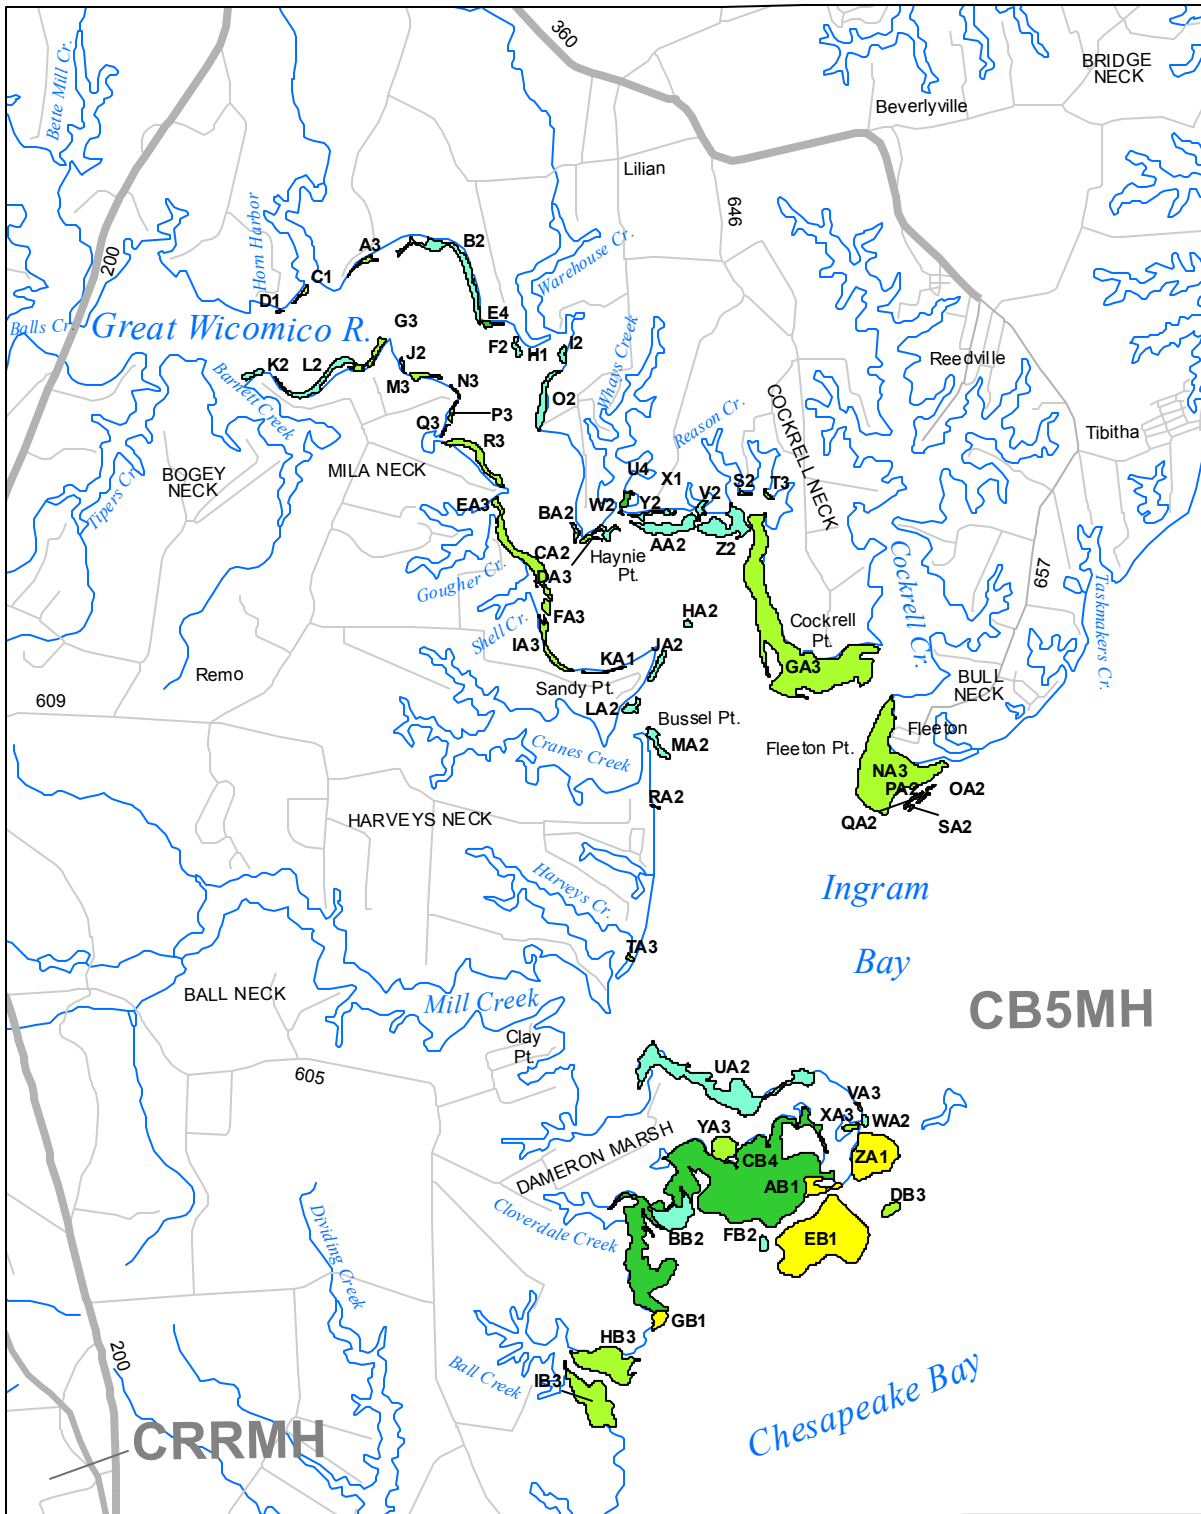 360
BRIDGE
NECK
Bette Mill Cr.
Beverlyville
Lilian
646
200
Horn Harbor
A3
B2
Warehouse Cr.
C1
D1
Balls Cr.
Great Wicomico R.
G3
E4
F2
H1
I2
Reedville
K2
L2
J2
M3
N3
Whays Creek
Barnett Creek
O2
P3
Q3
R3
Reason Cr.
COCKRELL NECK
Tibitha
BOGEY
NECK
MILA NECK
Tipers Cr.
U4
X1
S2
T3
V2
EA3
BA2
W2
Y2
AA2
Z2
CA2
DA3
Haynie
Pt.
Gougher Cr.
Cockrell Cr.
657
Taskmakers Cr.
FA3
HA2
Shell Cr.
Cockrell
Pt.
IA3
JA2
KA1
GA3
Remo
Sandy Pt.
BULL
NECK
609
LA2
Bussel Pt.
Fleeton
Cranes Creek
MA2
Fleeton Pt.
NA3
PA2
OA2
RA2
QA2
SA2
HARVEYS NECK
Ingram
Harveys Cr.
TA3
Bay
BALL NECK
Mill Creek
CB5MH
Clay
Pt.
605
UA2
VA3
XA3
WA2
YA3
DAMERON MARSH
CB4
ZA1
AB1
DB3
Cloverdale Creek
BB2
FB2
EB1
Dividing Creek
GB1
HB3
200
Ball Creek
IB3
Chesapeake Bay
CRRMH